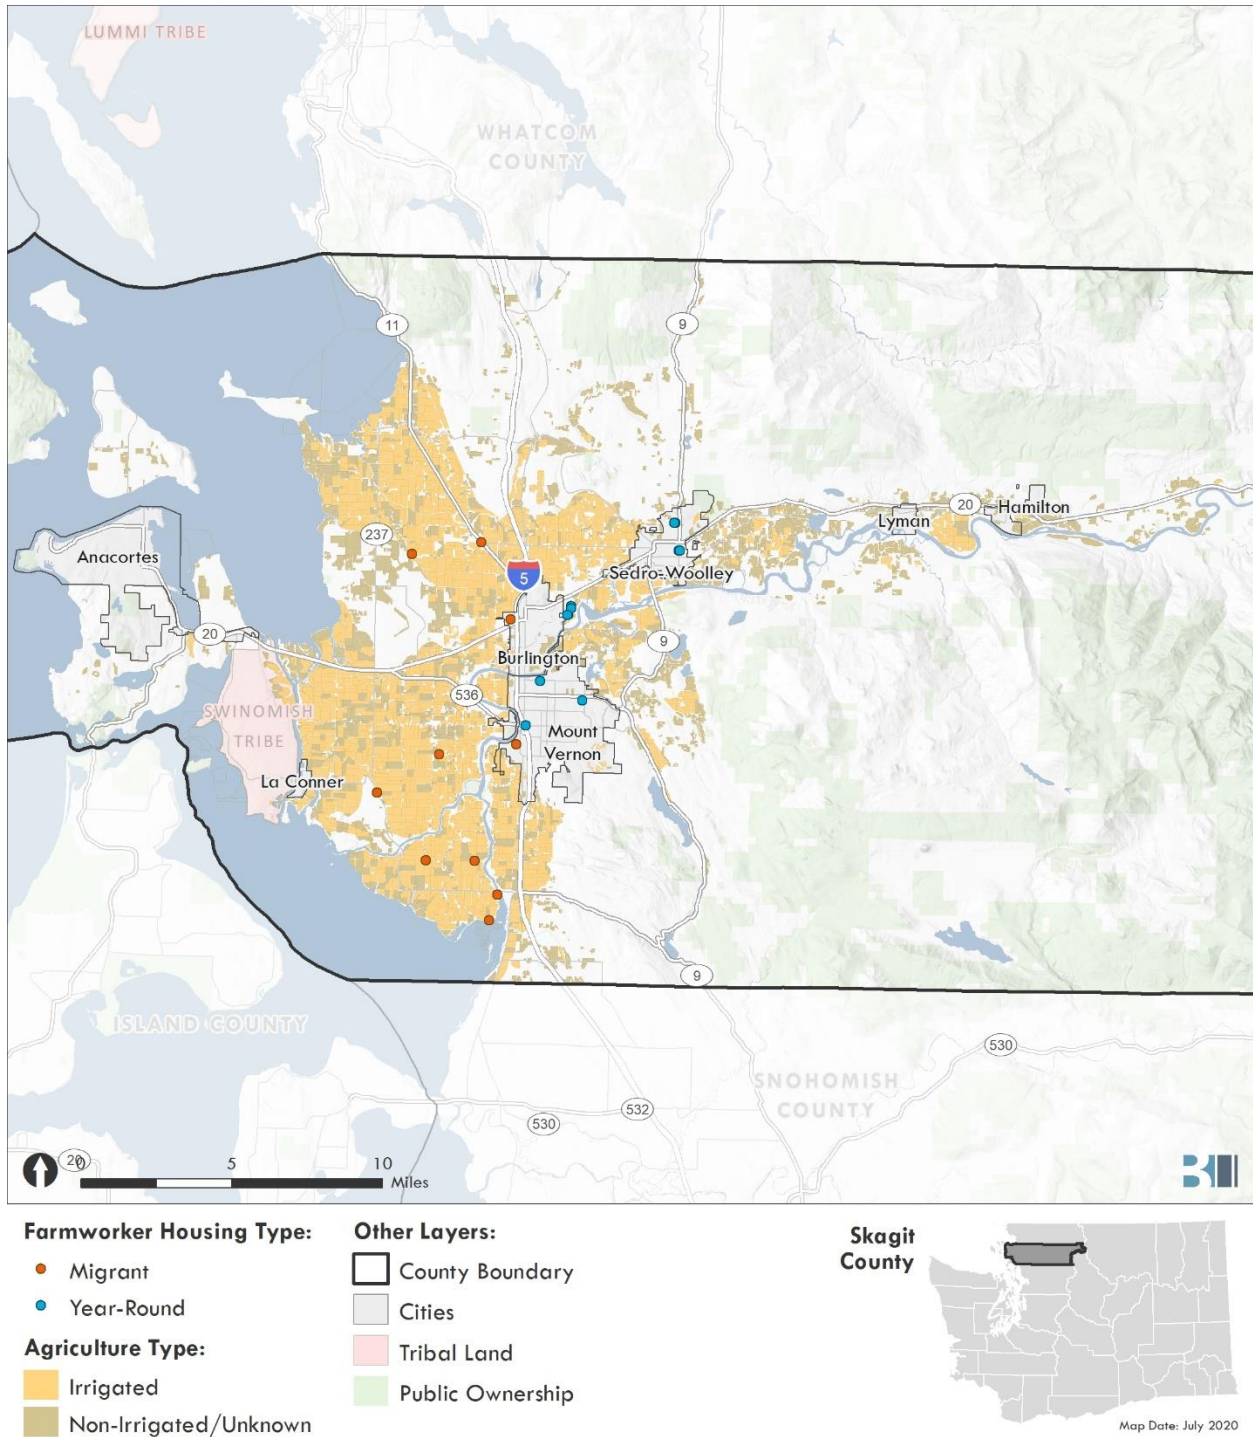 LUMMI TRIBE
WHATCOM
COUNTY
11
9
237
20
Lyman
Hamilton
Anacortes
5
Sedro-Woolley
20
9
Burlington
536
SWINOMISH
TRIBE
Mount
Vernon
La Conner
9
ISLAND COUNTY
530
SNOHOMISH
COUNTY
532
530
20
0 5 10
Miles
Farmworker Housing Type:
Migrant
Year-Round
Agriculture Type:
Irrigated
Non-Irrigated/Unknown
Other Layers:
County Boundary
Cities
Tribal Land
Public Ownership
Skagit
County
Map Date: July 2020